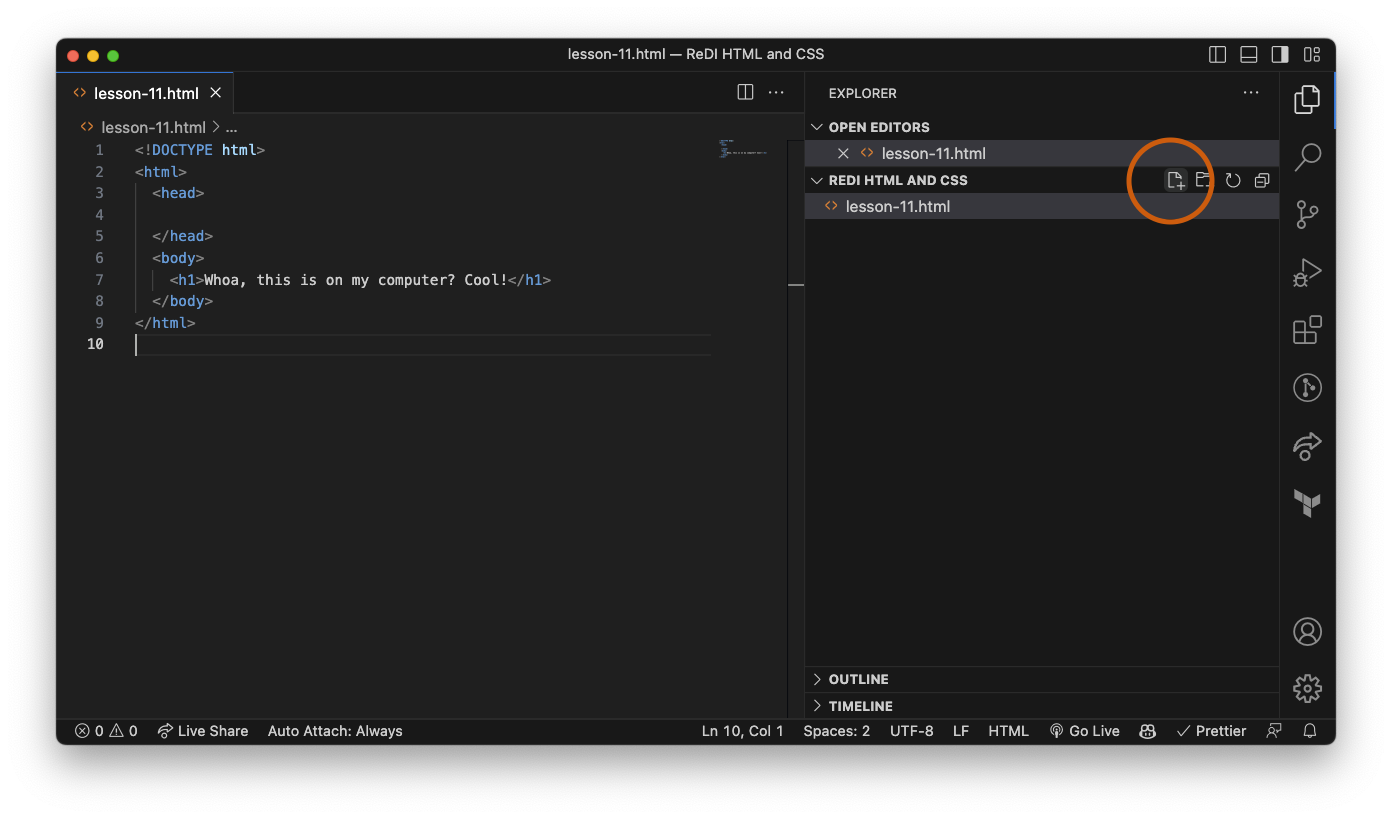 lesson-11.html — ReDI HTML and CSS
lesson-11.html
lesson-11.html > ...
1 <!DOCTYPE html>
2 <html>
3 <head>
4
5 </head>
6 <body>
7 <h1>Whoa, this is on my computer? Cool!</h1>
8 </body>
9 </html>
10
EXPLORER
OPEN EDITORS
lesson-11.html
REDI HTML AND CSS
lesson-11.html
OUTLINE
TIMELINE
0 0 Live Share Auto Attach: Always Ln 10, Col 1 Spaces: 2 UTF-8 LF HTML Go Live Prettier